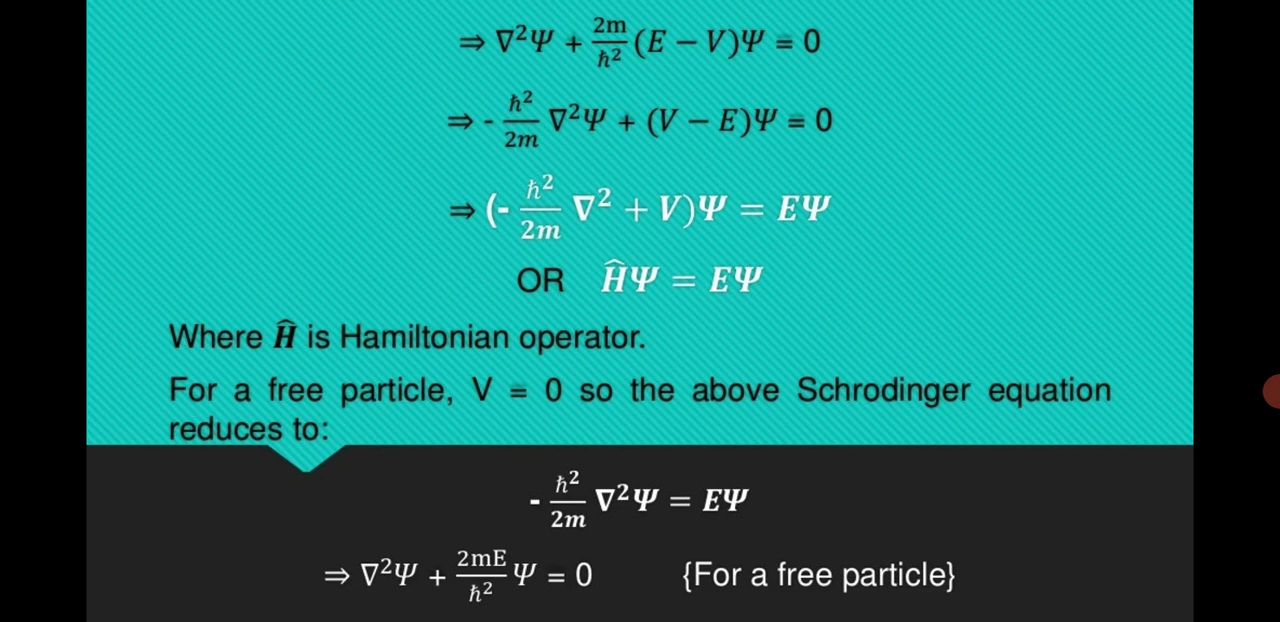 ⇒ ∇²Ψ + 2m/ħ² (E − V)Ψ = 0
⇒ - ħ²/2m ∇²Ψ + (V − E)Ψ = 0
⇒ (- ħ²/2m ∇² + V)Ψ = EΨ
OR ĤΨ = EΨ
Where Ĥ is Hamiltonian operator.
For a free particle, V = 0 so the above Schrodinger equation
reduces to:
- ħ²/2m ∇²Ψ = EΨ
⇒ ∇²Ψ + 2mE/ħ² Ψ = 0 {For a free particle}